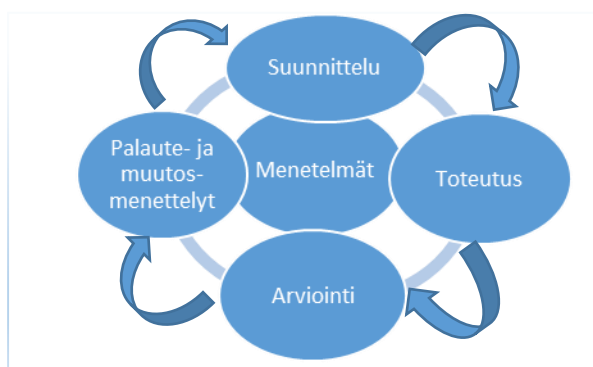 Suunnittelu
Palaute- ja
muutos-
menettelyt
Menetelmät
Toteutus
Arviointi